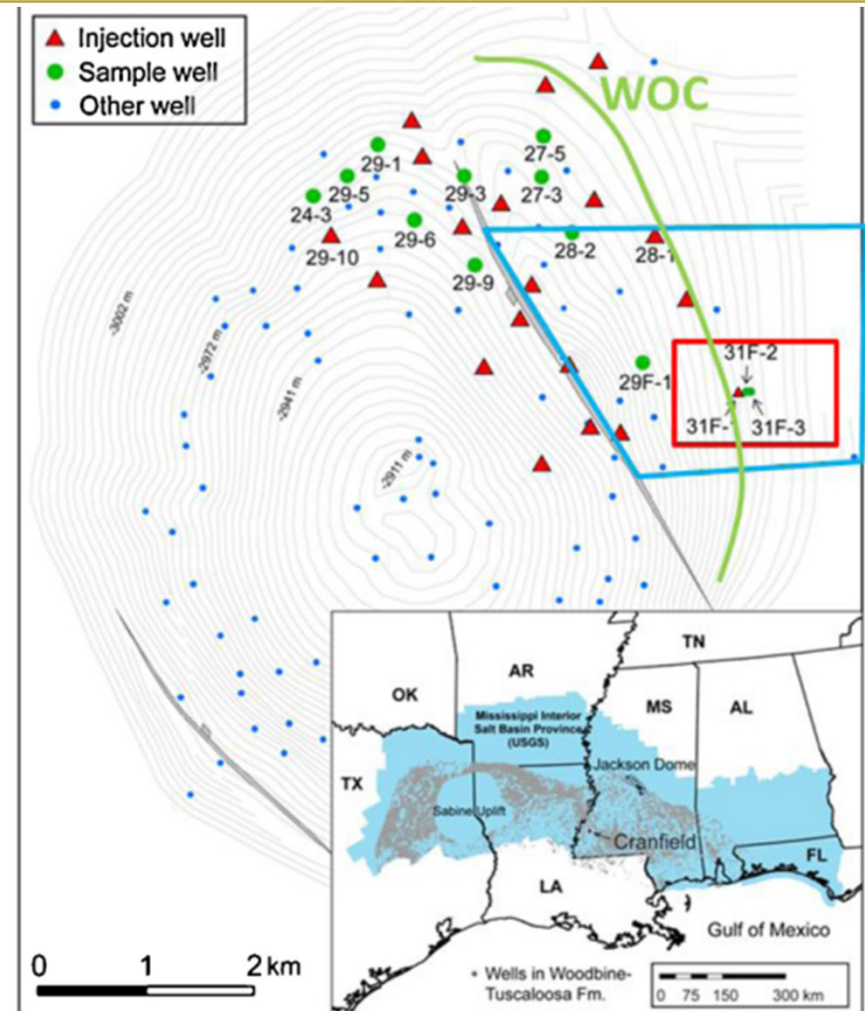 Injection well
Sample well
Other well
WOC
27-5
29-1
29-5
29-3
27-3
24-3
29-6
28-2
29-10
28-1
29-9
-3002 m
-2972 m
-2941 m
-2911 m
31F-2
29F-1
31F-
31F-3
TN
AR
OK
MS
AL
Mississippi Interior
Salt Basin Province
(USGS)
Jackson Dome
TX
Sabine Uplift
Cranfield
FL
LA
Gulf of Mexico
Wells in Woodbine-
Tuscaloosa Fm.
0 75 150 300 km
0 1 2 km